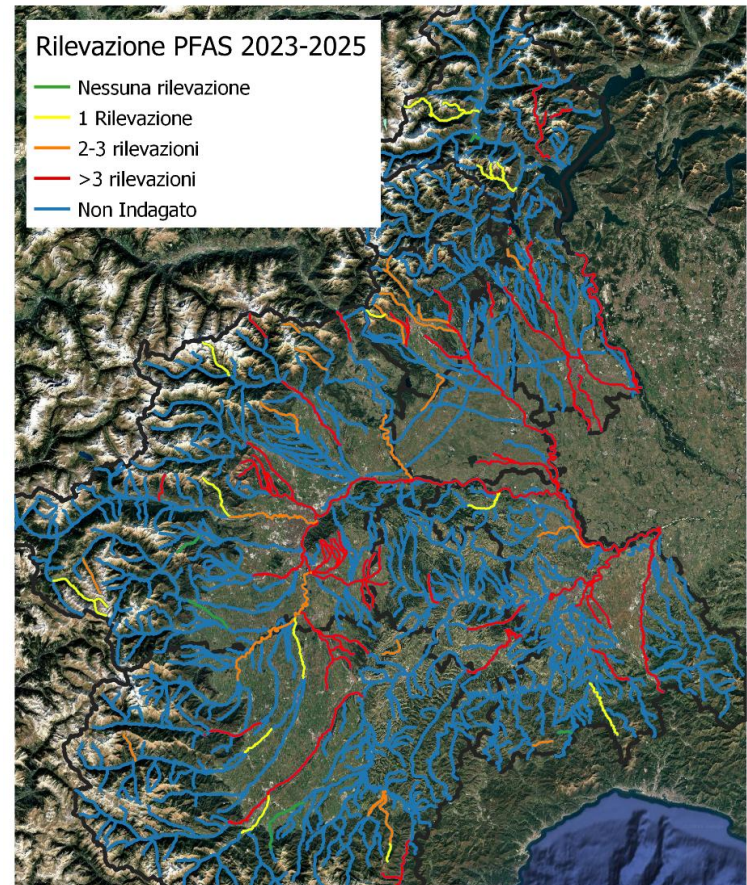 Rilevazione PFAS 2023-2025
Nessuna rilevazione
1 Rilevazione
2-3 rilevazioni
>3 rilevazioni
Non Indagato